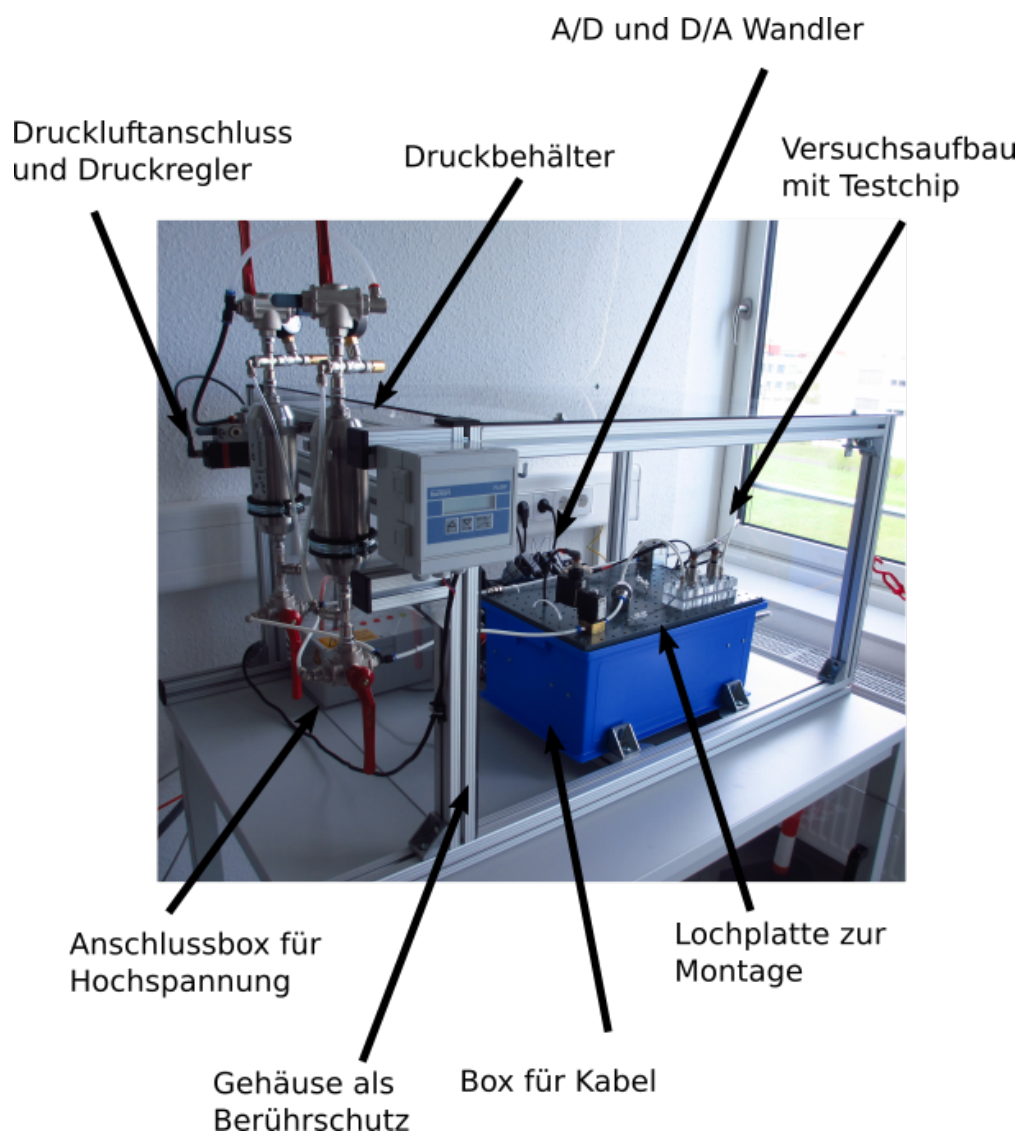 A/D und D/A Wandler
Druckluftanschluss
und Druckregler
Druckbehälter
Versuchsaufbau
mit Testchip
Anschlussbox für
Hochspannung
Lochplatte zur
Montage
Gehäuse als
Berührschutz
Box für Kabel